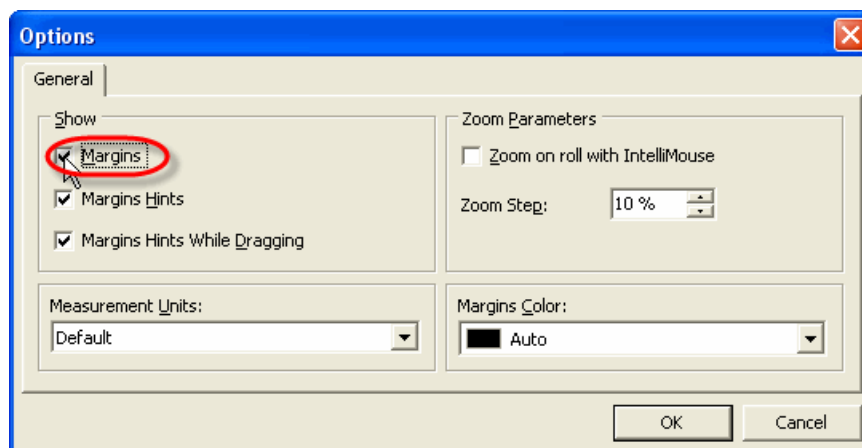 Options
General
Show
Margins
Margins Hints
Margins Hints While Dragging
Zoom Parameters
Zoom on roll with IntelliMouse
Zoom Step:
10 %
Measurement Units:
Default
Margins Color:
Auto
OK
Cancel